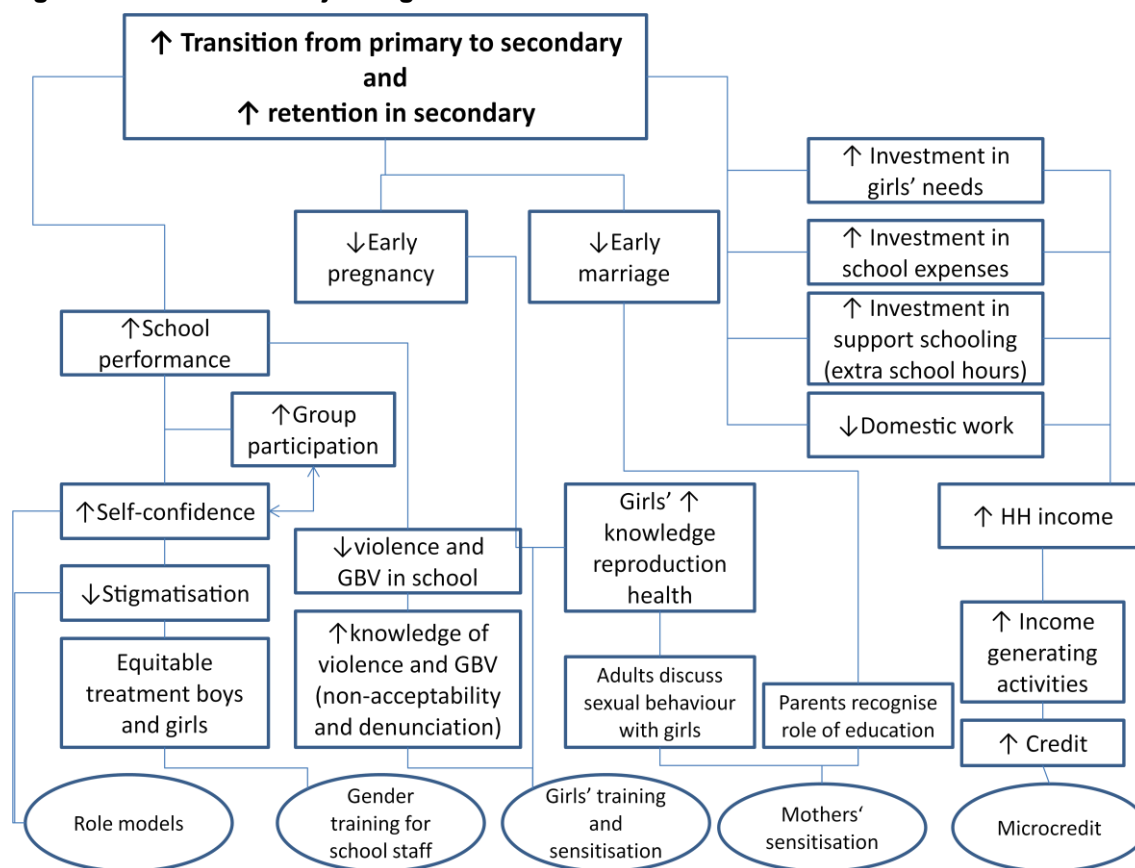 ↑ Transition from primary to secondary
and
↑ retention in secondary
↑ Investment in
girls' needs
↓Early
pregnancy
↓Early
marriage
↑ Investment in
school expenses
↑School
performance
↑ Investment in
support schooling
(extra school hours)
↑Group
participation
↓Domestic work
↑Self-confidence
Girls' ↑
knowledge
reproduction
health
↑ HH income
↓violence and
GBV in school
↓Stigmatisation
↑ Income
generating
activities
Equitable
treatment boys
and girls
↑knowledge of
violence and GBV
(non-acceptability
and denunciation)
Adults discuss
sexual behaviour
with girls
Parents recognise
role of education
↑ Credit
Role models
Gender
training for
school staff
Girls' training
and
sensitisation
Mothers‘
sensitisation
Microcredit